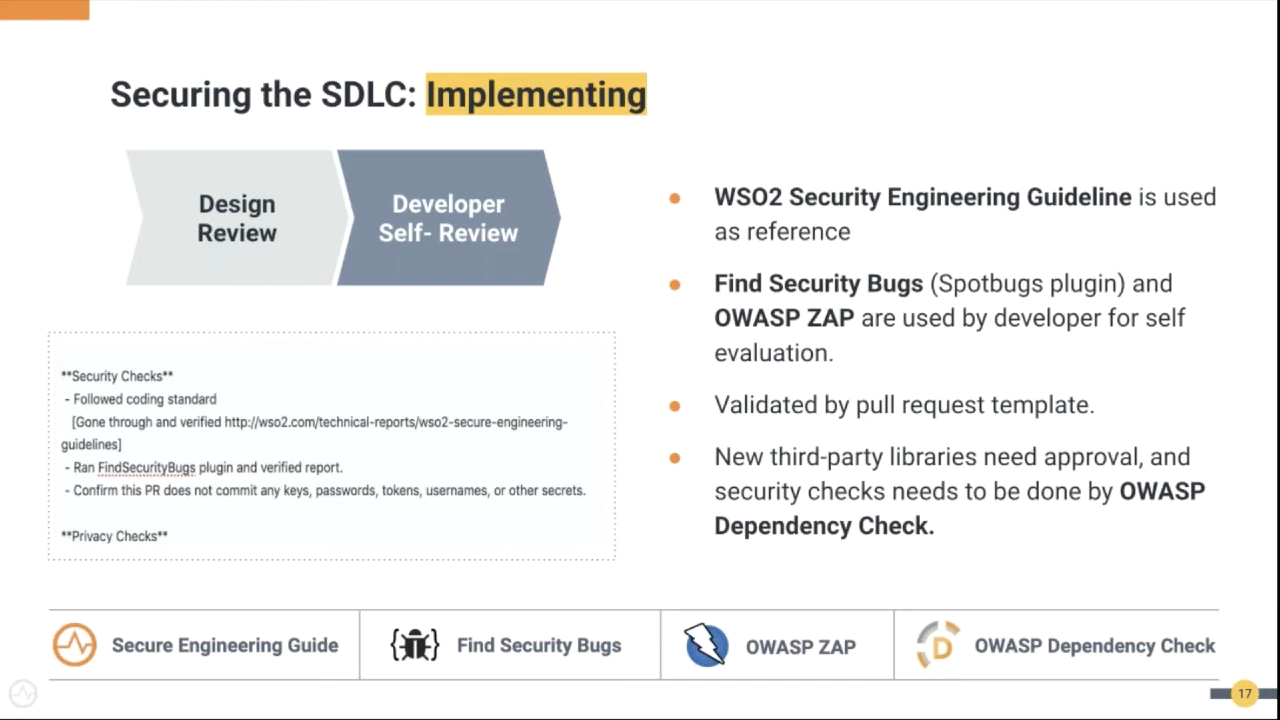 Securing the SDLC: Implementing
Design
Review
Developer
Self- Review
**Security Checks**
- Followed coding standard
[Gone through and verified http://wso2.com/technical-reports/wso2-secure-engineering-
guidelines]
- Ran FindSecurityBugs plugin and verified report.
- Confirm this PR does not commit any keys, passwords, tokens, usernames, or other secrets.
**Privacy Checks**
WSO2 Security Engineering Guideline is used
as reference
Find Security Bugs (Spotbugs plugin) and
OWASP ZAP are used by developer for self
evaluation.
Validated by pull request template.
New third-party libraries need approval, and
security checks needs to be done by OWASP
Dependency Check.
Secure Engineering Guide
Find Security Bugs
OWASP ZAP
D
OWASP Dependency Check
17